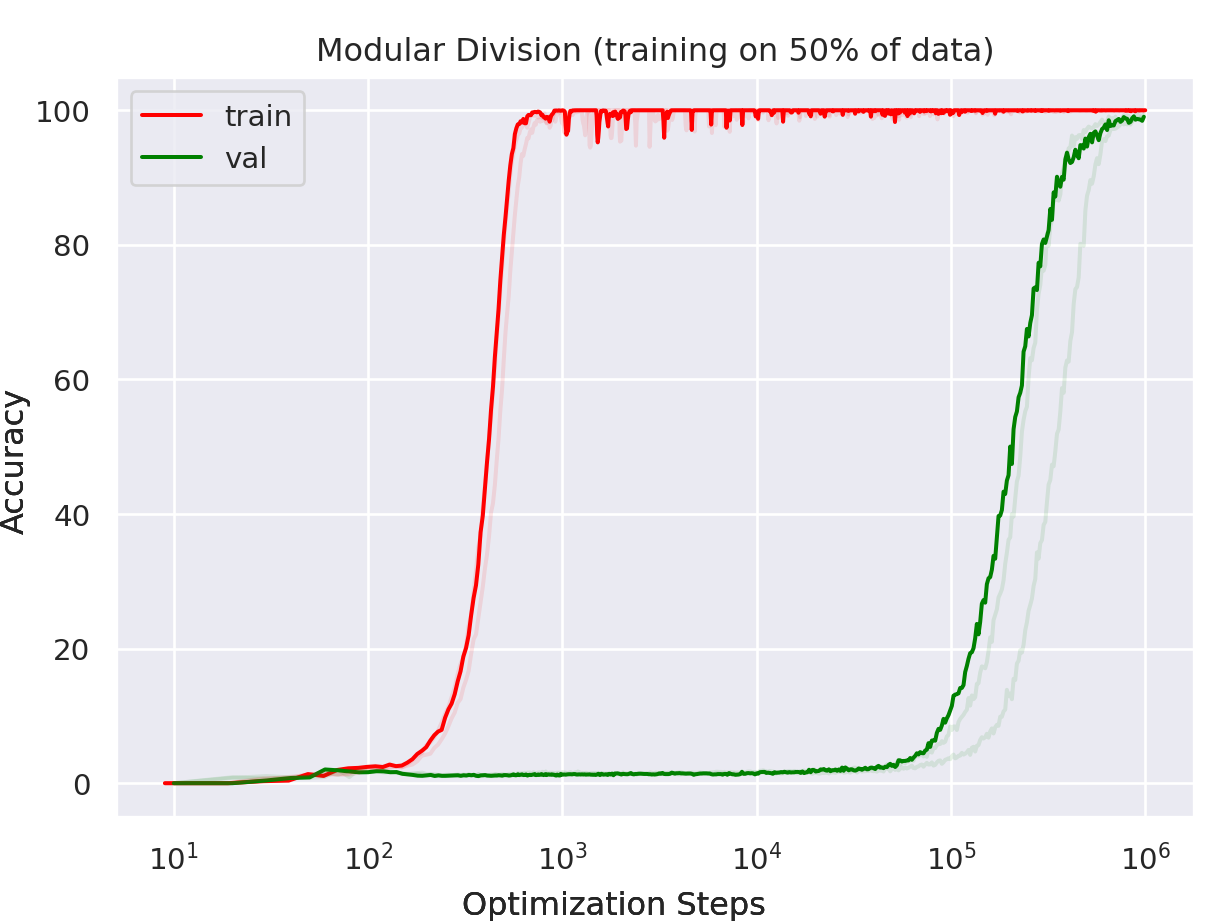 Modular Division (training on 50% of data)
train
val
100
80
60
40
20
0
Accuracy
10¹ 10² 10³ 10⁴ 10⁵ 10⁶
Optimization Steps